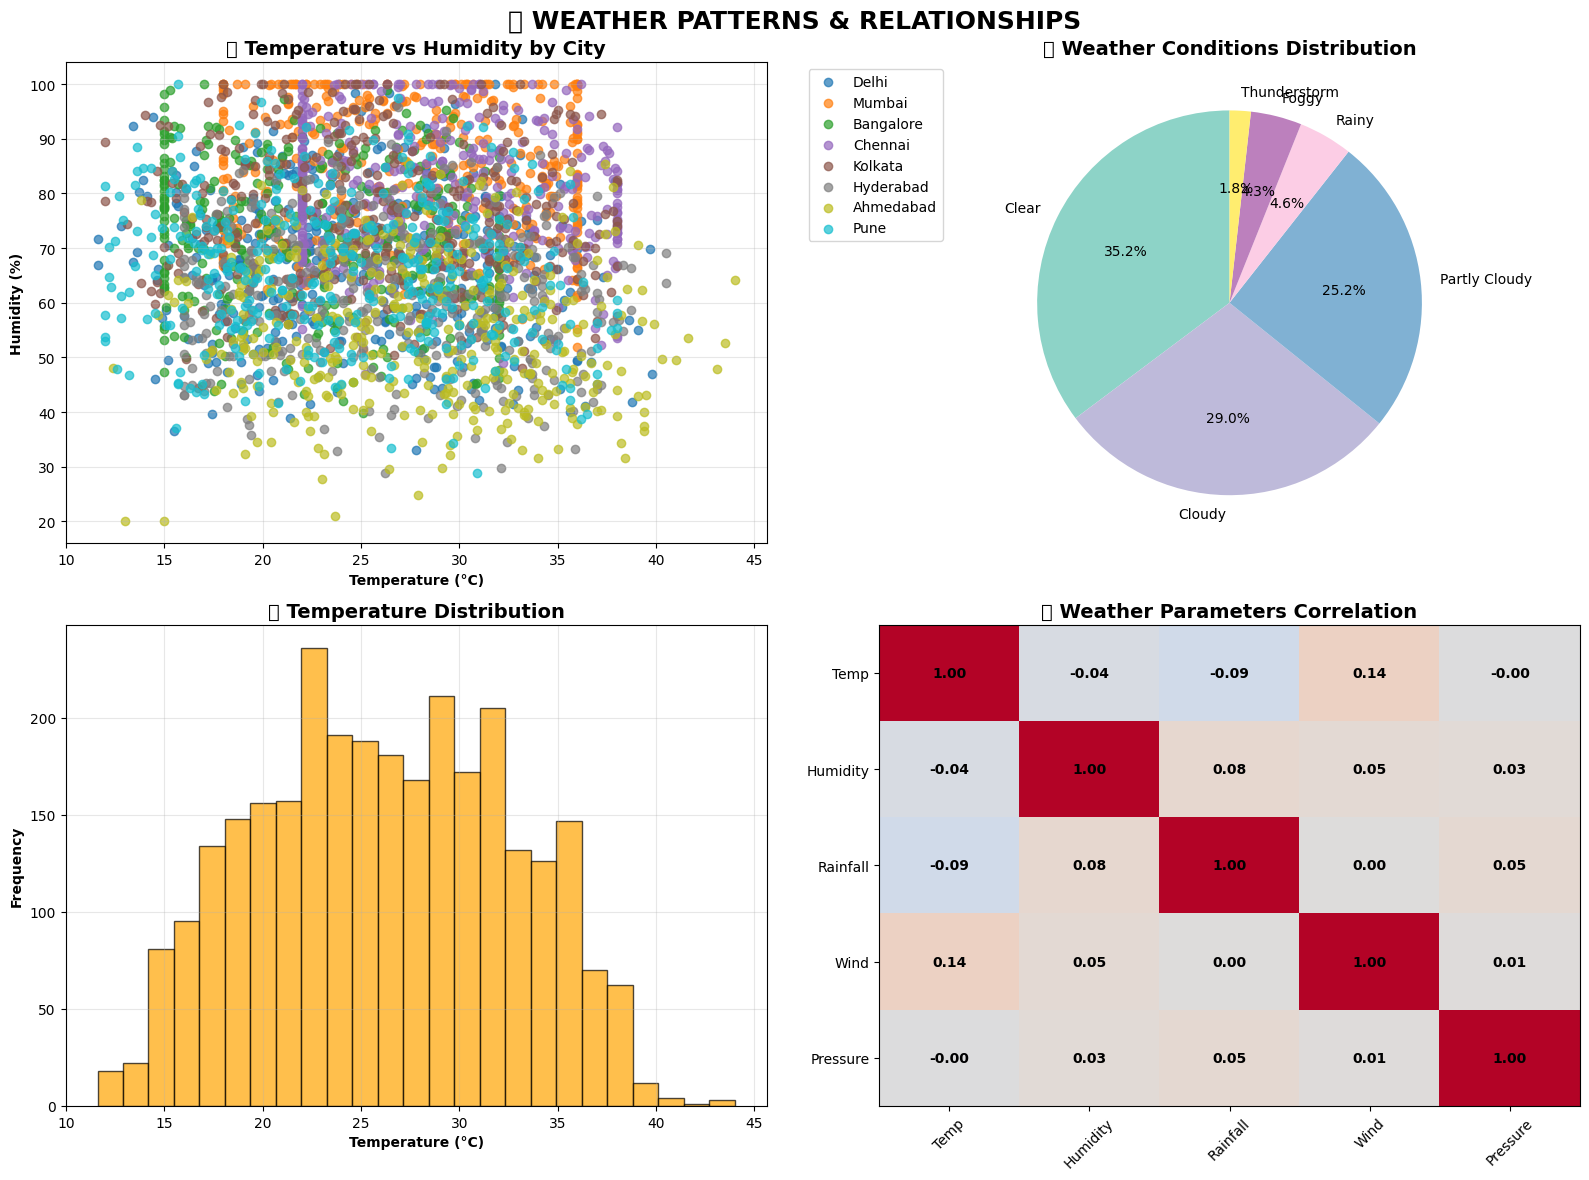 ▯ WEATHER PATTERNS & RELATIONSHIPS
▯ Temperature vs Humidity by City
Humidity (%)
100
90
80
70
60
50
40
30
20
10
15
20
25
30
35
40
45
Temperature (°C)
Delhi
Mumbai
Bangalore
Chennai
Kolkata
Hyderabad
Ahmedabad
Pune
▯ Weather Conditions Distribution
Thunderstorm
Foggy
Rainy
Partly Cloudy
Cloudy
Clear
1.8%
4.3%
4.6%
25.2%
29.0%
35.2%
▯ Temperature Distribution
Frequency
200
150
100
50
0
10
15
20
25
30
35
40
45
Temperature (°C)
▯ Weather Parameters Correlation
Temp 1.00 -0.04 -0.09 0.14 -0.00
Humidity -0.04 1.00 0.08 0.05 0.03
Rainfall -0.09 0.08 1.00 0.00 0.05
Wind 0.14 0.05 0.00 1.00 0.01
Pressure -0.00 0.03 0.05 0.01 1.00
Temp
Humidity
Rainfall
Wind
Pressure